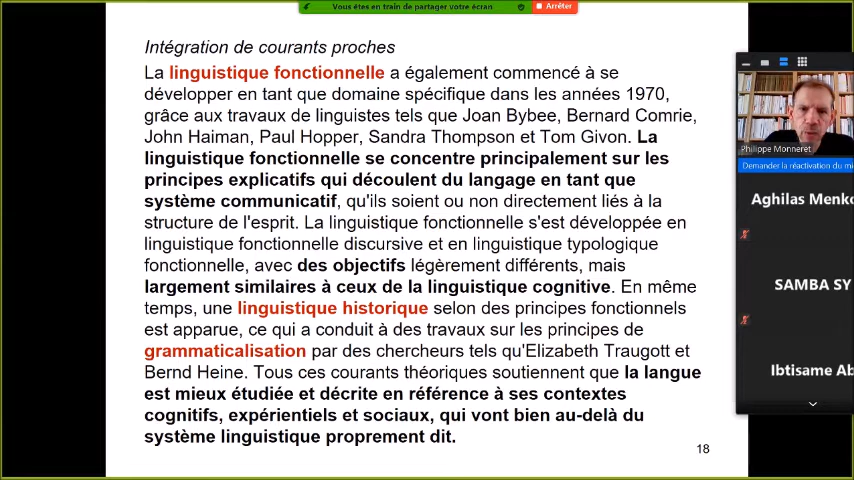 Vous êtes en train de partager votre écran
Arrêter
Intégration de courants proches
La linguistique fonctionnelle a également commencé à se
développer en tant que domaine spécifique dans les années 1970,
grâce aux travaux de linguistes tels que Joan Bybee, Bernard Comrie,
John Haiman, Paul Hopper, Sandra Thompson et Tom Givon. La
linguistique fonctionnelle se concentre principalement sur les
principes explicatifs qui découlent du langage en tant que
système communicatif, qu'ils soient ou non directement liés à la
structure de l'esprit. La linguistique fonctionnelle s'est développée en
linguistique fonctionnelle discursive et en linguistique typologique
fonctionnelle, avec des objectifs légèrement différents, mais
largement similaires à ceux de la linguistique cognitive. En même
temps, une linguistique historique selon des principes fonctionnels
est apparue, ce qui a conduit à des travaux sur les principes de
grammaticalisation par des chercheurs tels qu'Elizabeth Traugott et
Bernd Heine. Tous ces courants théoriques soutiennent que la langue
est mieux étudiée et décrite en référence à ses contextes
cognitifs, expérientiels et sociaux, qui vont bien au-delà du
système linguistique proprement dit.
18
Philippe Monneret
Demander la réactivation du mi
Aghilas Menko
SAMBA SY
Ibtisame Ab